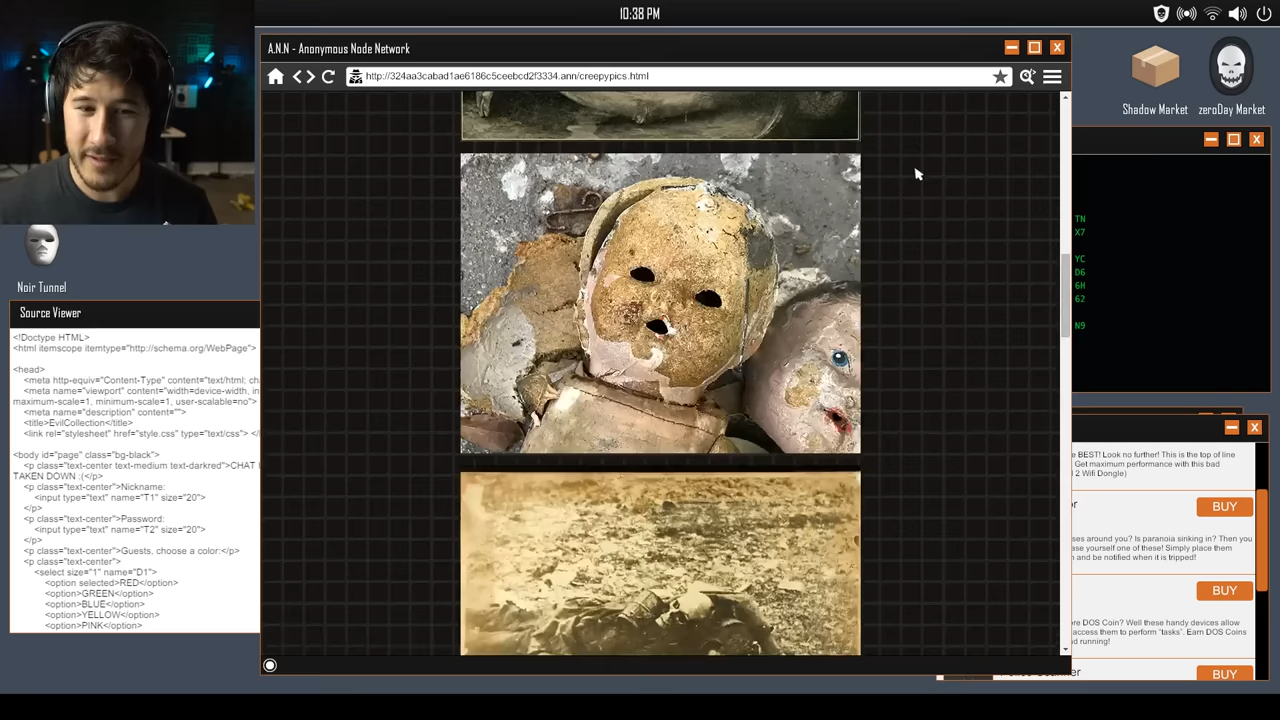 10:38 PM
A.N.N - Anonymous Node Network
http://324aa3cabad1ae6186c5ceebcd2f3334.ann/creepypics.html
Shadow Market
zeroDay Market
Noir Tunnel
Source Viewer
<!Doctype HTML>
<html itemscope itemtype="http://schema.org/WebPage">
<head>
<meta http-equiv="Content-Type" content="text/html; cha
<meta name="viewport" content="width=device-width, in
maximum-scale=1, minimum-scale=1, user-scalable=no">
<meta name="description" content="">
<title>EvilCollection</title>
<link rel="stylesheet" href="style.css" type="text/css"> </
<body id="page" class="bg-black">
<p class="text-center text-medium text-darkred">CHAT
TAKEN DOWN :(</p>
<p class="text-center">Nickname:
<input type="text" name="T1" size="20">
</p>
<p class="text-center">Password:
<input type="text" name="T2" size="20">
</p>
<p class="text-center">Guests, choose a color:</p>
<p class="text-center">
<select size="1" name="D1">
<option selected>RED</option>
<option>GREEN</option>
<option>BLUE</option>
<option>YELLOW</option>
<option>PINK</option>
TN
X7
YC
D6
6H
62
N9
e BEST! Look no further! This is the top of line
Get maximum performance with this bad
2 Wifi Dongle)
or
BUY
ses around you? Is paranoia sinking in? Then you
ase yourself one of these! Simply place them
n and be notified when it is tripped!
BUY
ore DOS Coin? Well these handy devices allow
access them to perform "tasks". Earn DOS Coins
nd running!
BUY